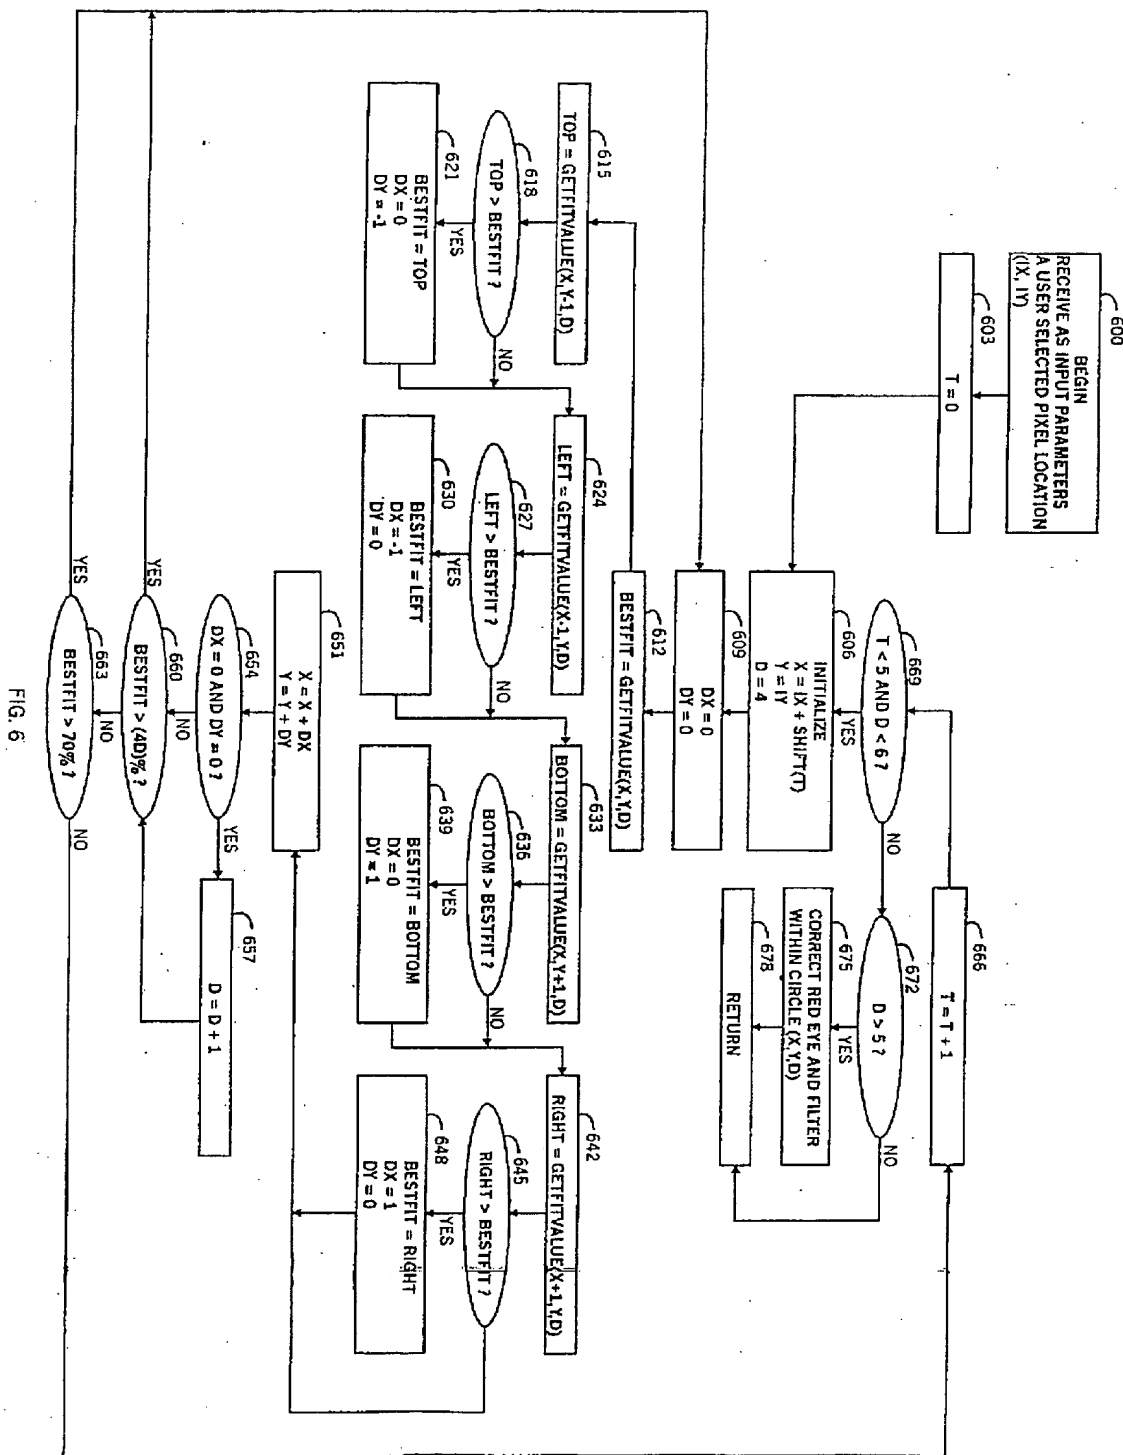 600
BEGIN
RECEIVE AS INPUT PARAMETERS
A USER SELECTED PIXEL LOCATION
(IX, IY)
603
T = 0
666
T = T + 1
669
T < 5 AND D < 6 ?
YES
NO
672
D > 5 ?
YES
NO
675
CORRECT RED EYE AND FILTER
WITHIN CIRCLE (X,Y,D)
678
RETURN
606
INITIALIZE
X = IX + SHIFT(T)
Y = IY
D = 4
609
DX = 0
DY = 0
612
BESTFIT = GETFITVALUE(X,Y,D)
615
TOP = GETFITVALUE(X,Y-1,D)
618
TOP > BESTFIT ?
NO
YES
621
BESTFIT = TOP
DX = 0
DY = -1
624
LEFT = GETFITVALUE(X-1,Y,D)
627
LEFT > BESTFIT ?
NO
YES
630
BESTFIT = LEFT
DX = -1
DY = 0
633
BOTTOM = GETFITVALUE(X,Y+1,D)
636
BOTTOM > BESTFIT ?
NO
YES
639
BESTFIT = BOTTOM
DX = 0
DY = 1
642
RIGHT = GETFITVALUE(X+1,Y,D)
645
RIGHT > BESTFIT ?
YES
648
BESTFIT = RIGHT
DX = 1
DY = 0
651
X = X + DX
Y = Y + DY
654
DX = 0 AND DY = 0 ?
YES
NO
657
D = D + 1
660
BESTFIT > (4D)% ?
YES
NO
663
BESTFIT > 70% ?
YES
NO
FIG. 6